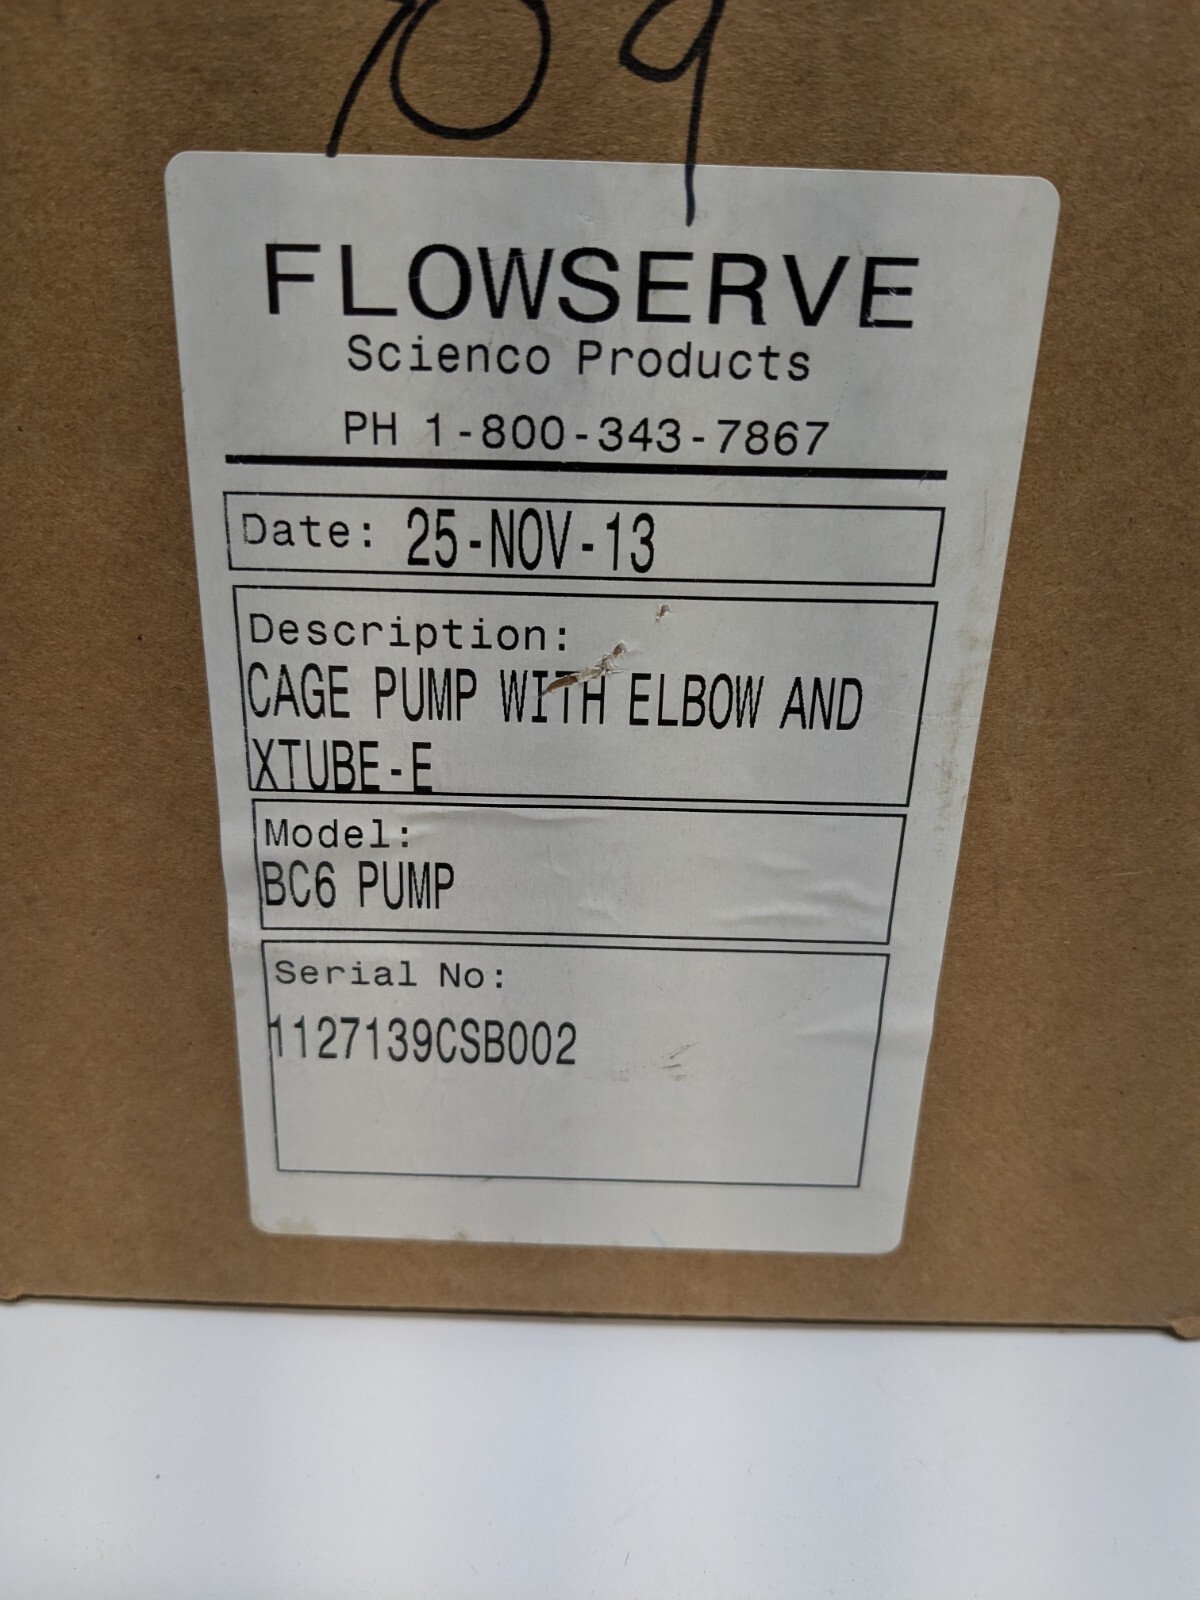 709
FLOWSERVE
Scienco Products
PH 1-800-343-7867
Date: 25-NOV-13
Description:
CAGE PUMP WITH ELBOW AND
XTUBE-E
Model:
BC6 PUMP
Serial No:
1127139CSB002